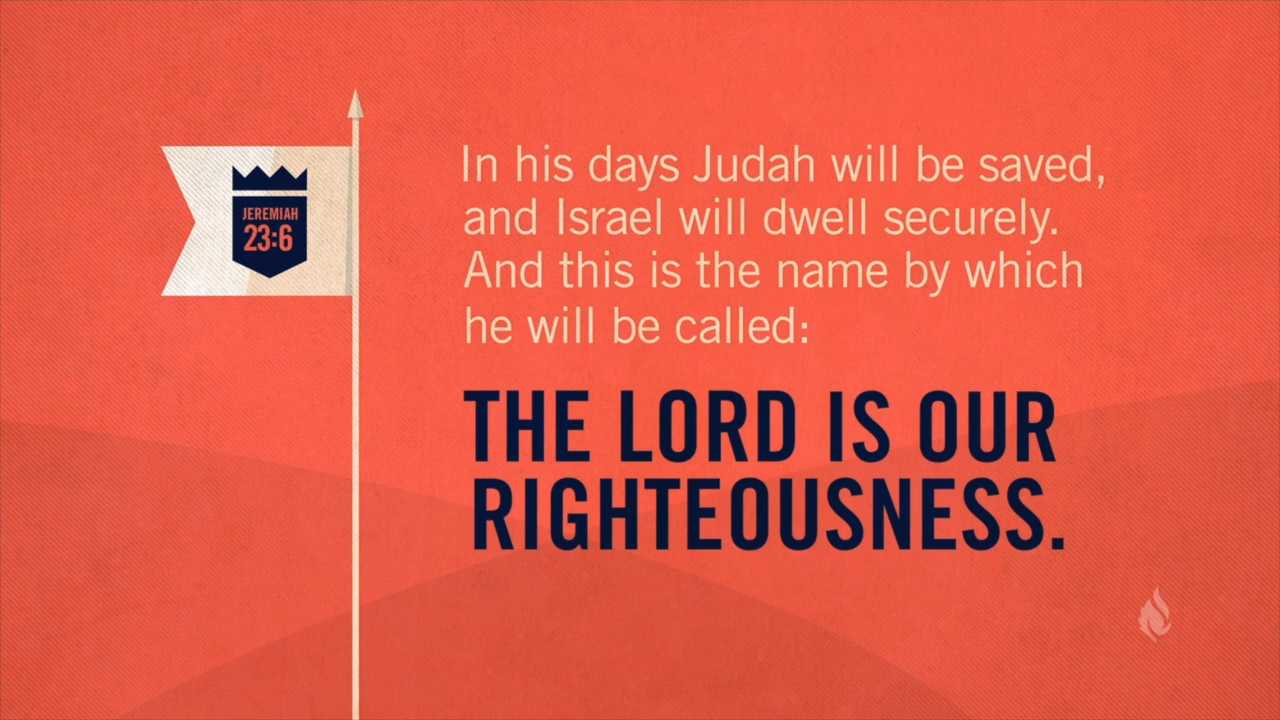 JEREMIAH
23:6
In his days Judah will be saved,
and Israel will dwell securely.
And this is the name by which
he will be called:
THE LORD IS OUR
RIGHTEOUSNESS.